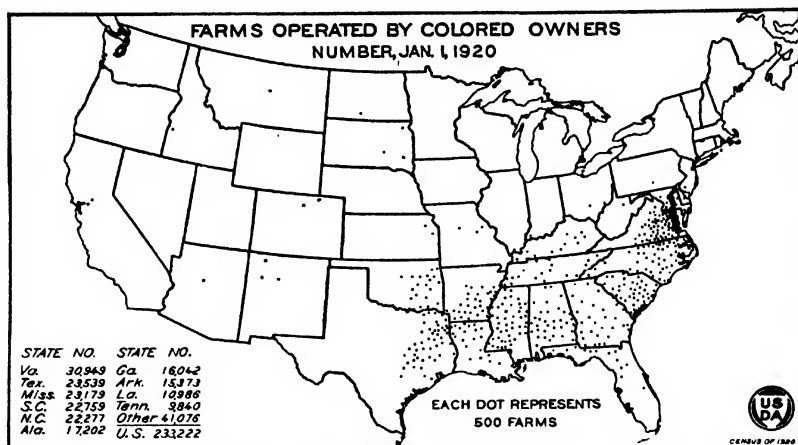 FARMS OPERATED BY COLORED OWNERS
NUMBER, JAN. 1, 1920
STATE NO. STATE NO.
Va. 30,949 Ga. 16,042
Tex. 23,539 Ark. 15,373
Miss. 23,179 La. 10,986
S.C. 22,759 Tenn. 9,840
N.C. 22,277 Other 41,076
Ala. 17,202 U.S. 233,222
EACH DOT REPRESENTS
500 FARMS
US
DA
CENSUS OF 1920